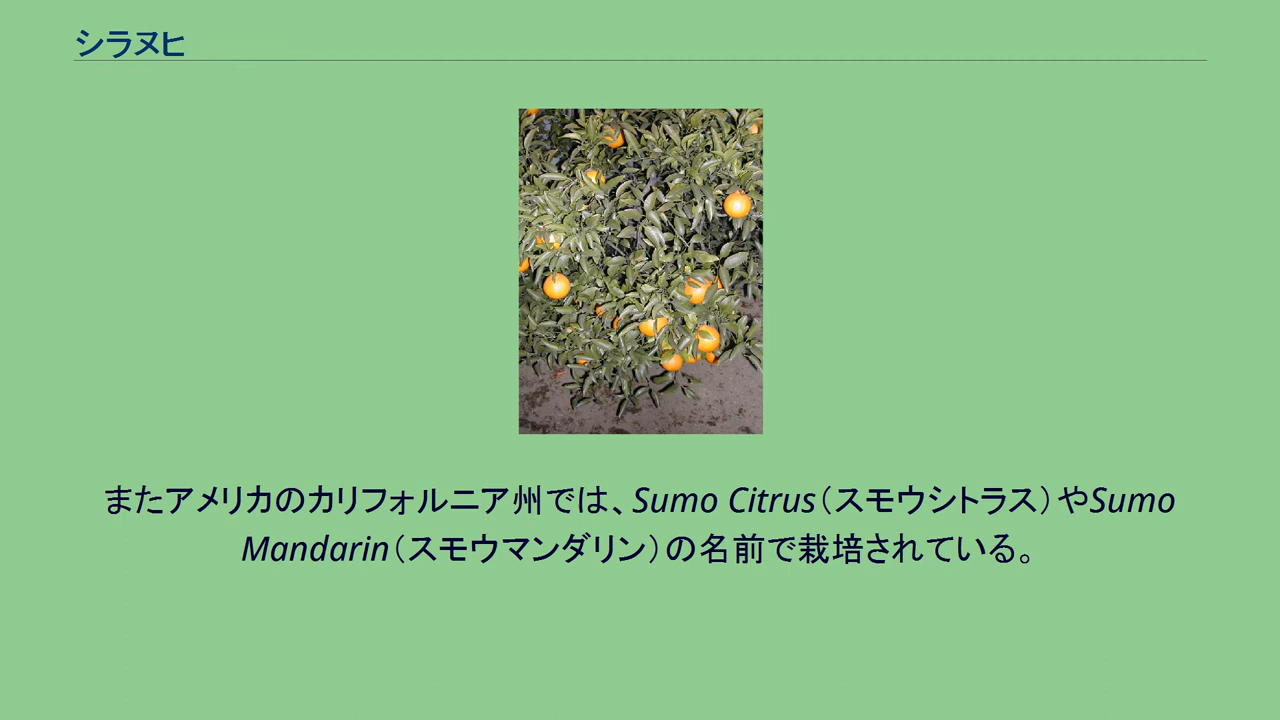 シラヌヒ
またアメリカのカリフォルニア州では、Sumo Citrus（スモウシトラス）やSumo
Mandarin（スモウマンダリン）の名前で栽培されている。